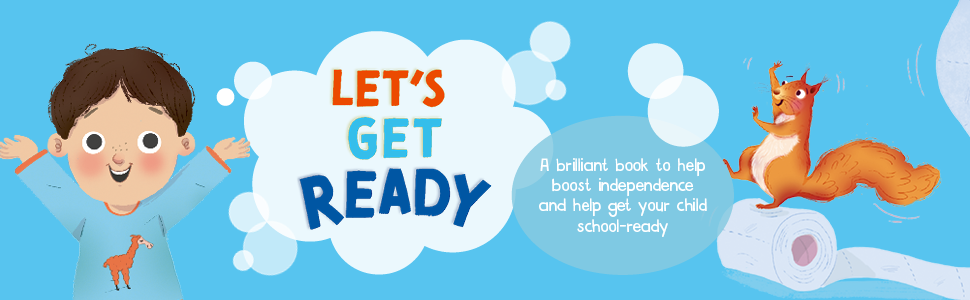 LET'S
GET
READY
A brilliant book to help
boost independence
and help get your child
school-ready